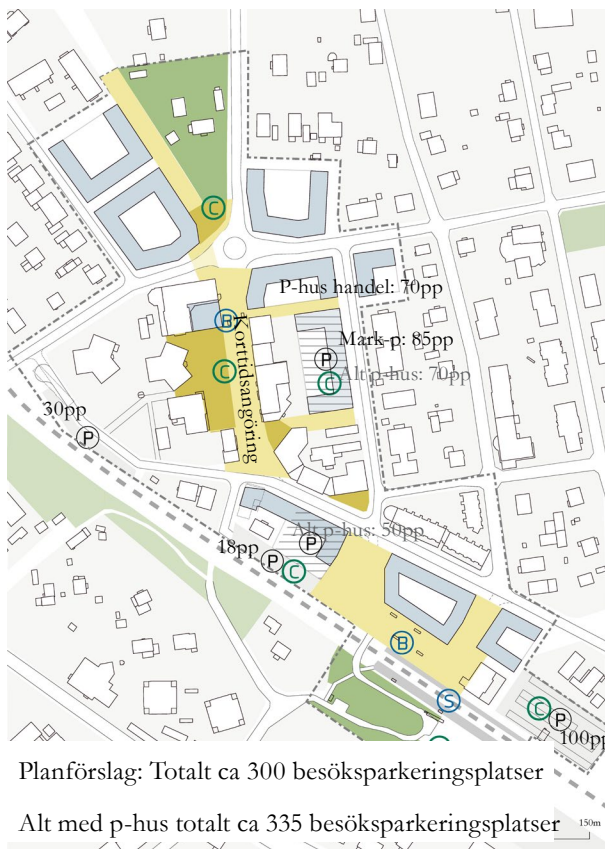 C
P-hus handel: 70pp
B
Korttidsangöring
Mark-p: 85pp
P
C
Alt p-hus: 70pp
C
30pp
P
Alt p-hus: 50pp
18pp
P
P
C
B
S
C
P
100pp
Planförslag: Totalt ca 300 besöksparkeringsplatser
Alt med p-hus totalt ca 335 besöksparkeringsplatser
150m